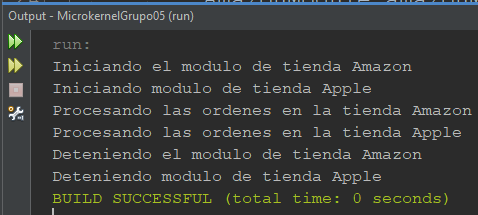 Output - MicrokernelGrupo05 (run)
run:
Iniciando el modulo de tienda Amazon
Iniciando modulo de tienda Apple
Procesando las ordenes en la tienda Amazon
Procesando las ordenes en la tienda Apple
Deteniendo el modulo de tienda Amazon
Deteniendo modulo de tienda Apple
BUILD SUCCESSFUL (total time: 0 seconds)